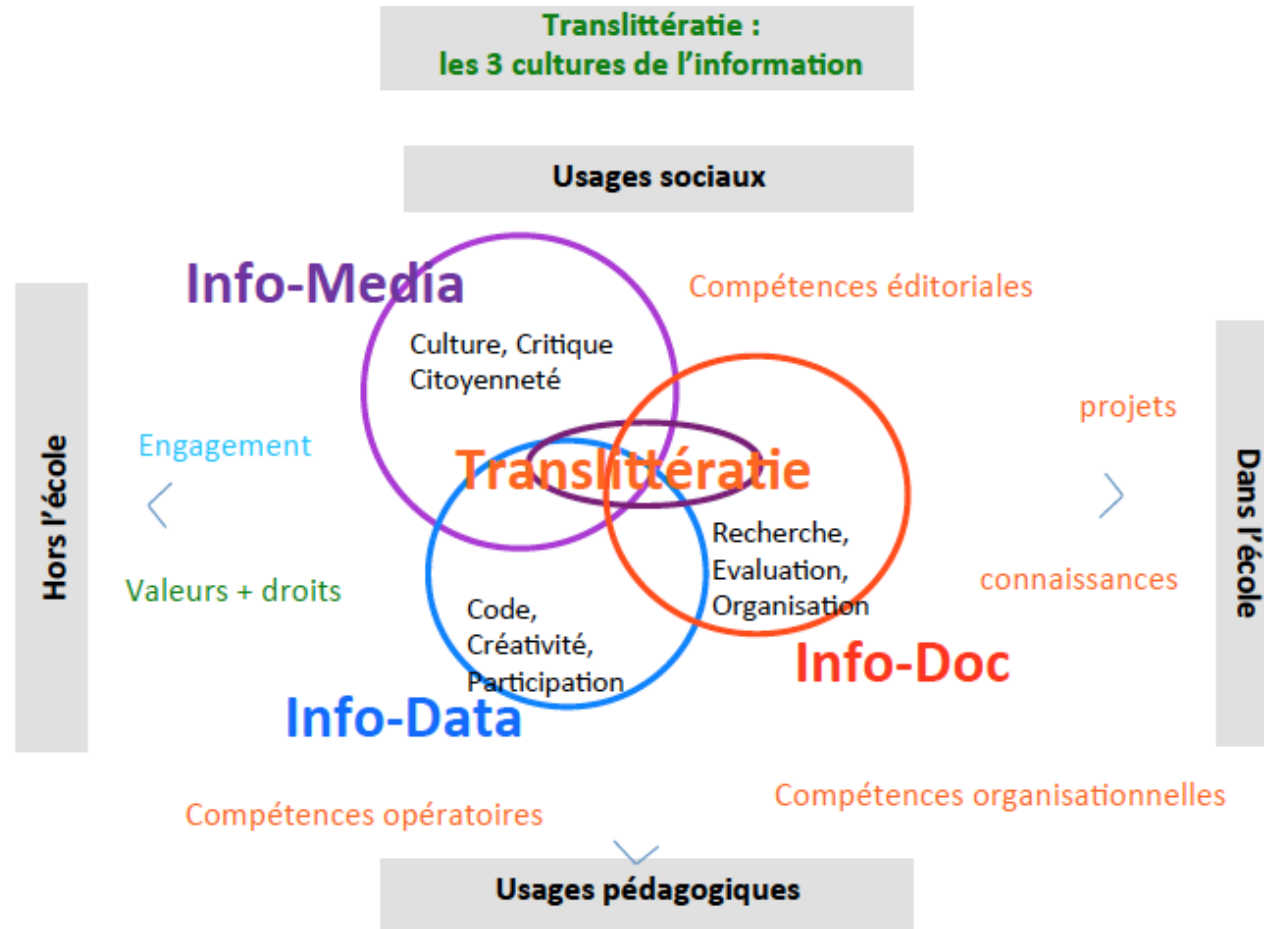 Translittératie :
les 3 cultures de l'information
Usages sociaux
Info-Media
Compétences éditoriales
Culture, Critique
Citoyenneté
projets
Engagement
Translittératie
Hors l'école
Dans l'école
Recherche,
Evaluation,
Organisation
connaissances
Valeurs + droits
Code,
Créativité,
Participation
Info-Doc
Info-Data
Compétences organisationnelles
Compétences opératoires
Usages pédagogiques